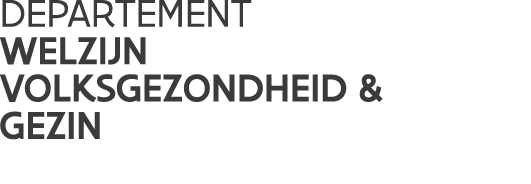 DEPARTEMENT
WELZIJN
VOLKSGEZONDHEID &
GEZIN